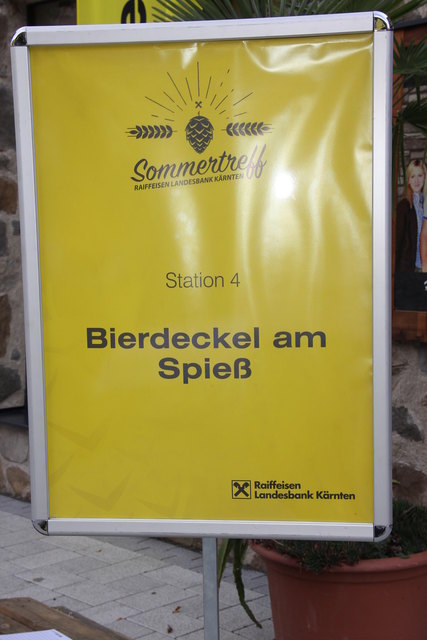 Sommertreff
RAIFFEISEN LANDESBANK KÄRNTEN
Station 4
Bierdeckel am
Spieß
Raiffeisen
Landesbank Kärnten